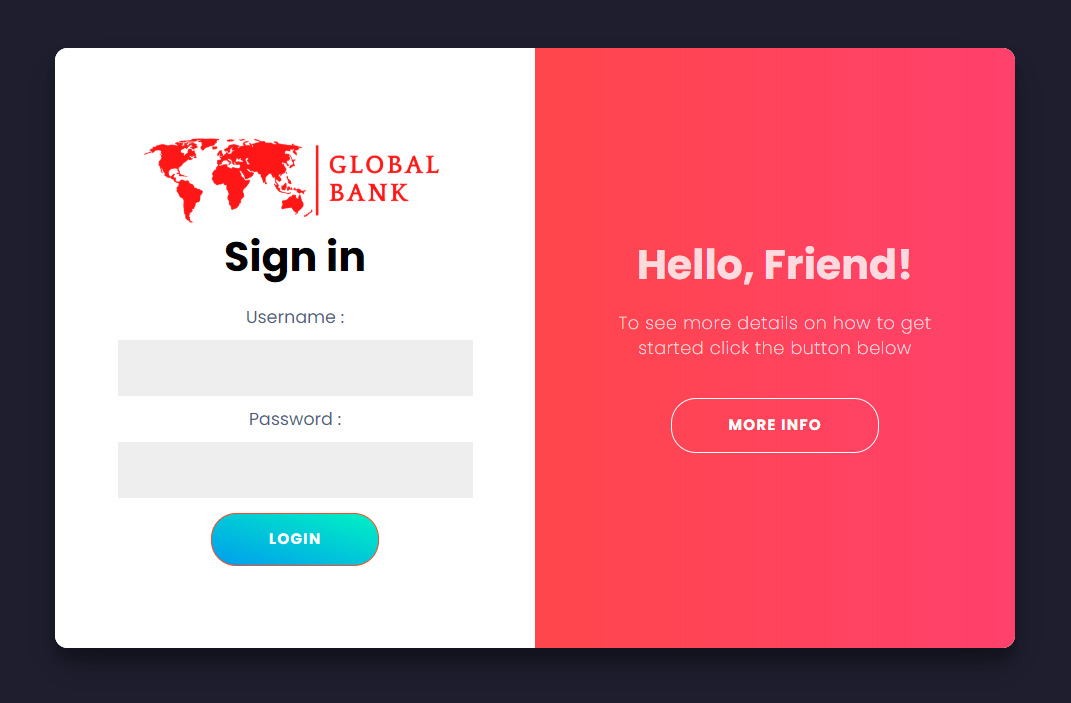 GLOBAL
BANK
Sign in
Username :
Password :
LOGIN
Hello, Friend!
To see more details on how to get
started click the button below
MORE INFO